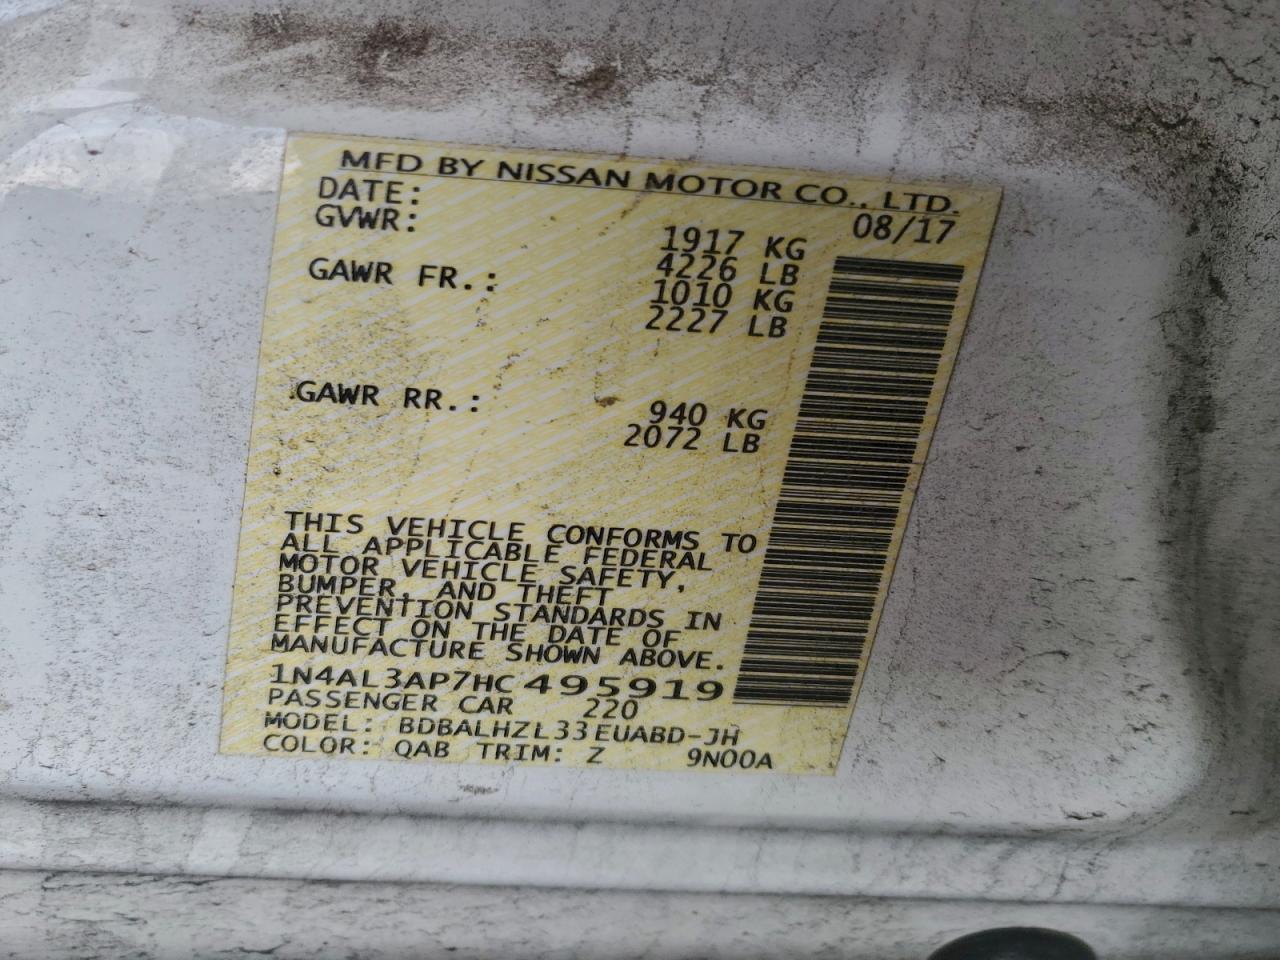 MFD BY NISSAN MOTOR CO., LTD.
DATE: 08/17
GVWR: 1917 KG
4226 LB
GAWR FR.: 1010 KG
2227 LB
GAWR RR.: 940 KG
2072 LB
THIS VEHICLE CONFORMS TO
ALL APPLICABLE FEDERAL
MOTOR VEHICLE SAFETY,
BUMPER, AND THEFT
PREVENTION STANDARDS IN
EFFECT ON THE DATE OF
MANUFACTURE SHOWN ABOVE.
1N4AL3AP7HC495919
PASSENGER CAR 220
MODEL: BDBALHZL33EUABD-JH
COLOR: QAB TRIM: Z 9N00A